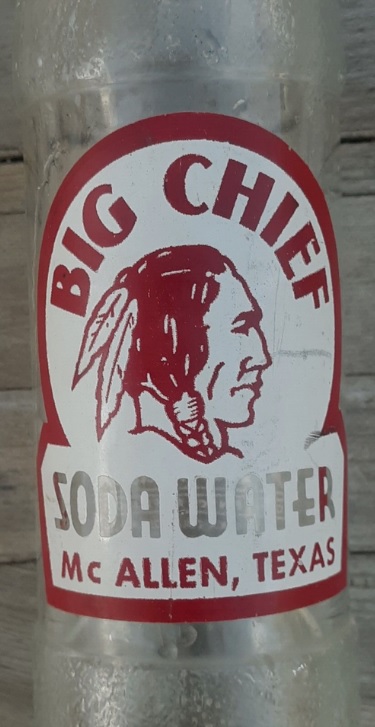 BIG CHIEF
SODA WATER
Mc ALLEN, TEXAS